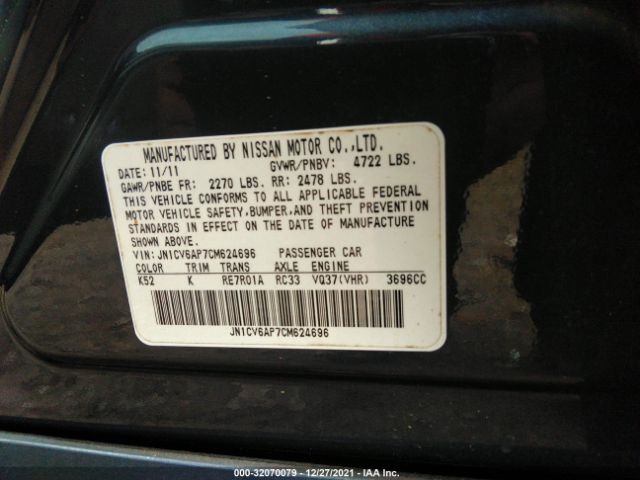 MANUFACTURED BY NISSAN MOTOR CO.,LTD.
DATE: 11/11 GVWR/PNBV: 4722 LBS.
GAWR/PNBE FR: 2270 LBS. RR: 2478 LBS.
THIS VEHICLE CONFORMS TO ALL APPLICABLE FEDERAL
MOTOR VEHICLE SAFETY,BUMPER,AND THEFT PREVENTION
STANDARDS IN EFFECT ON THE DATE OF MANUFACTURE
SHOWN ABOVE.
VIN: JN1CV6AP7CM624696 PASSENGER CAR
COLOR TRIM TRANS AXLE ENGINE
K52 K RE7R01A RC33 VQ37(VHR) 3696CC
JN1CV6AP7CM624696
000-32070079 - 12/27/2021 - IAA Inc.